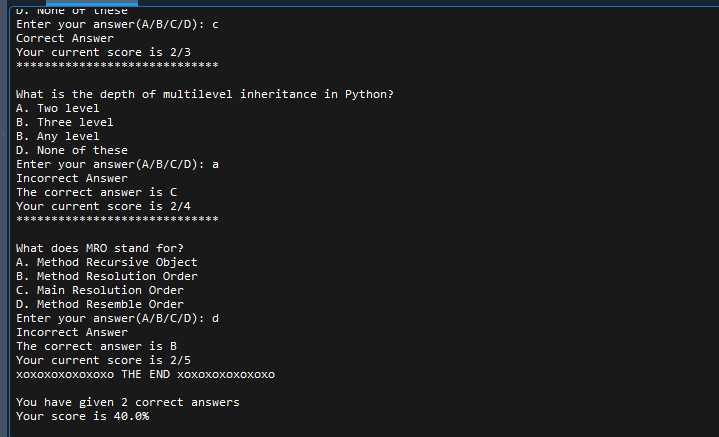 D. None of these
Enter your answer(A/B/C/D): c
Correct Answer
Your current score is 2/3
*****************************

What is the depth of multilevel inheritance in Python?
A. Two level
B. Three level
B. Any level
D. None of these
Enter your answer(A/B/C/D): a
Incorrect Answer
The correct answer is C
Your current score is 2/4
*****************************

What does MRO stand for?
A. Method Recursive Object
B. Method Resolution Order
C. Main Resolution Order
D. Method Resemble Order
Enter your answer(A/B/C/D): d
Incorrect Answer
The correct answer is B
Your current score is 2/5
xoxoxoxoxoxoxo THE END xoxoxoxoxoxoxo

You have given 2 correct answers
Your score is 40.0%